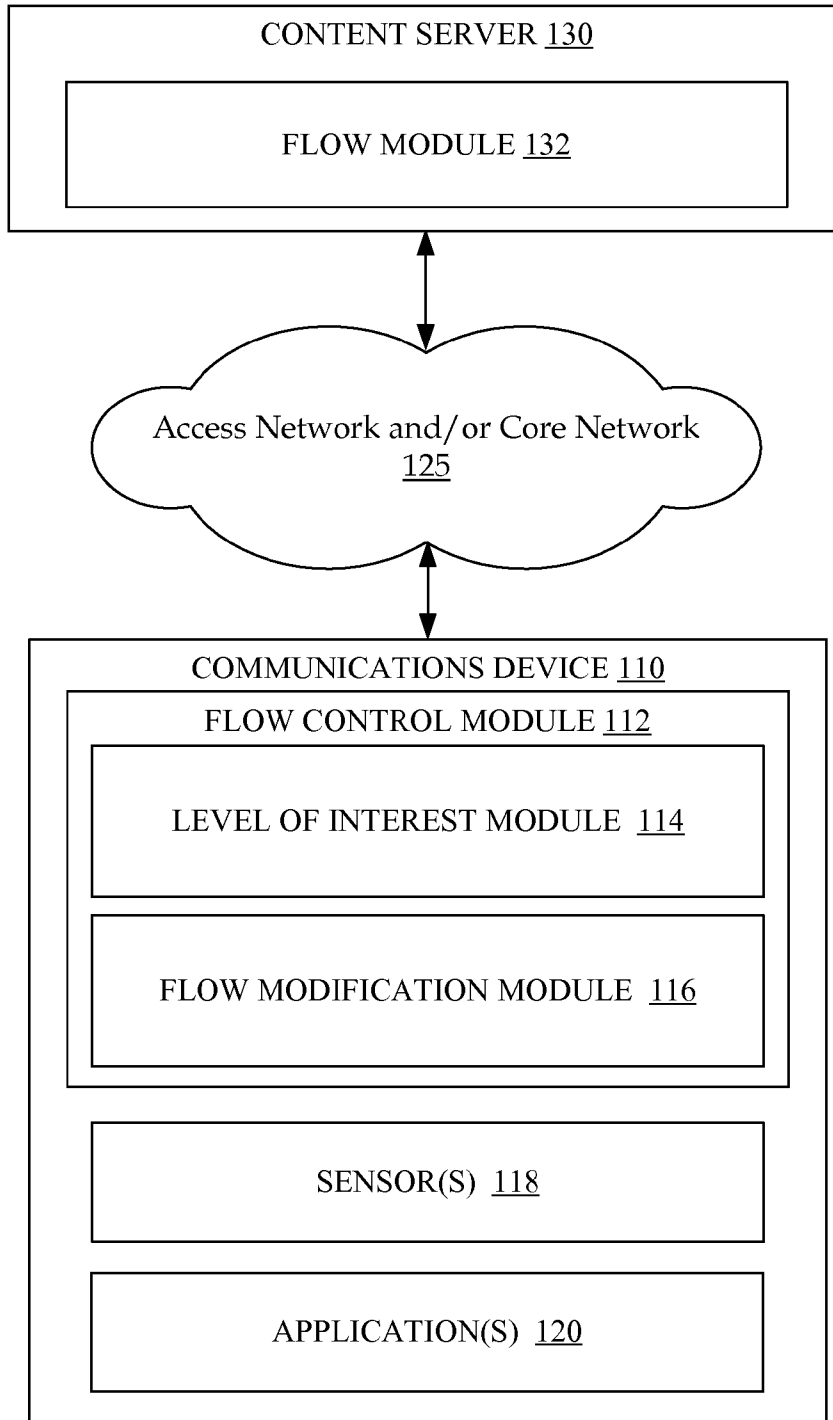 CONTENT SERVER 130
FLOW MODULE 132
Access Network and/or Core Network
125
COMMUNICATIONS DEVICE 110
FLOW CONTROL MODULE 112
LEVEL OF INTEREST MODULE 114
FLOW MODIFICATION MODULE 116
SENSOR(S) 118
APPLICATION(S) 120